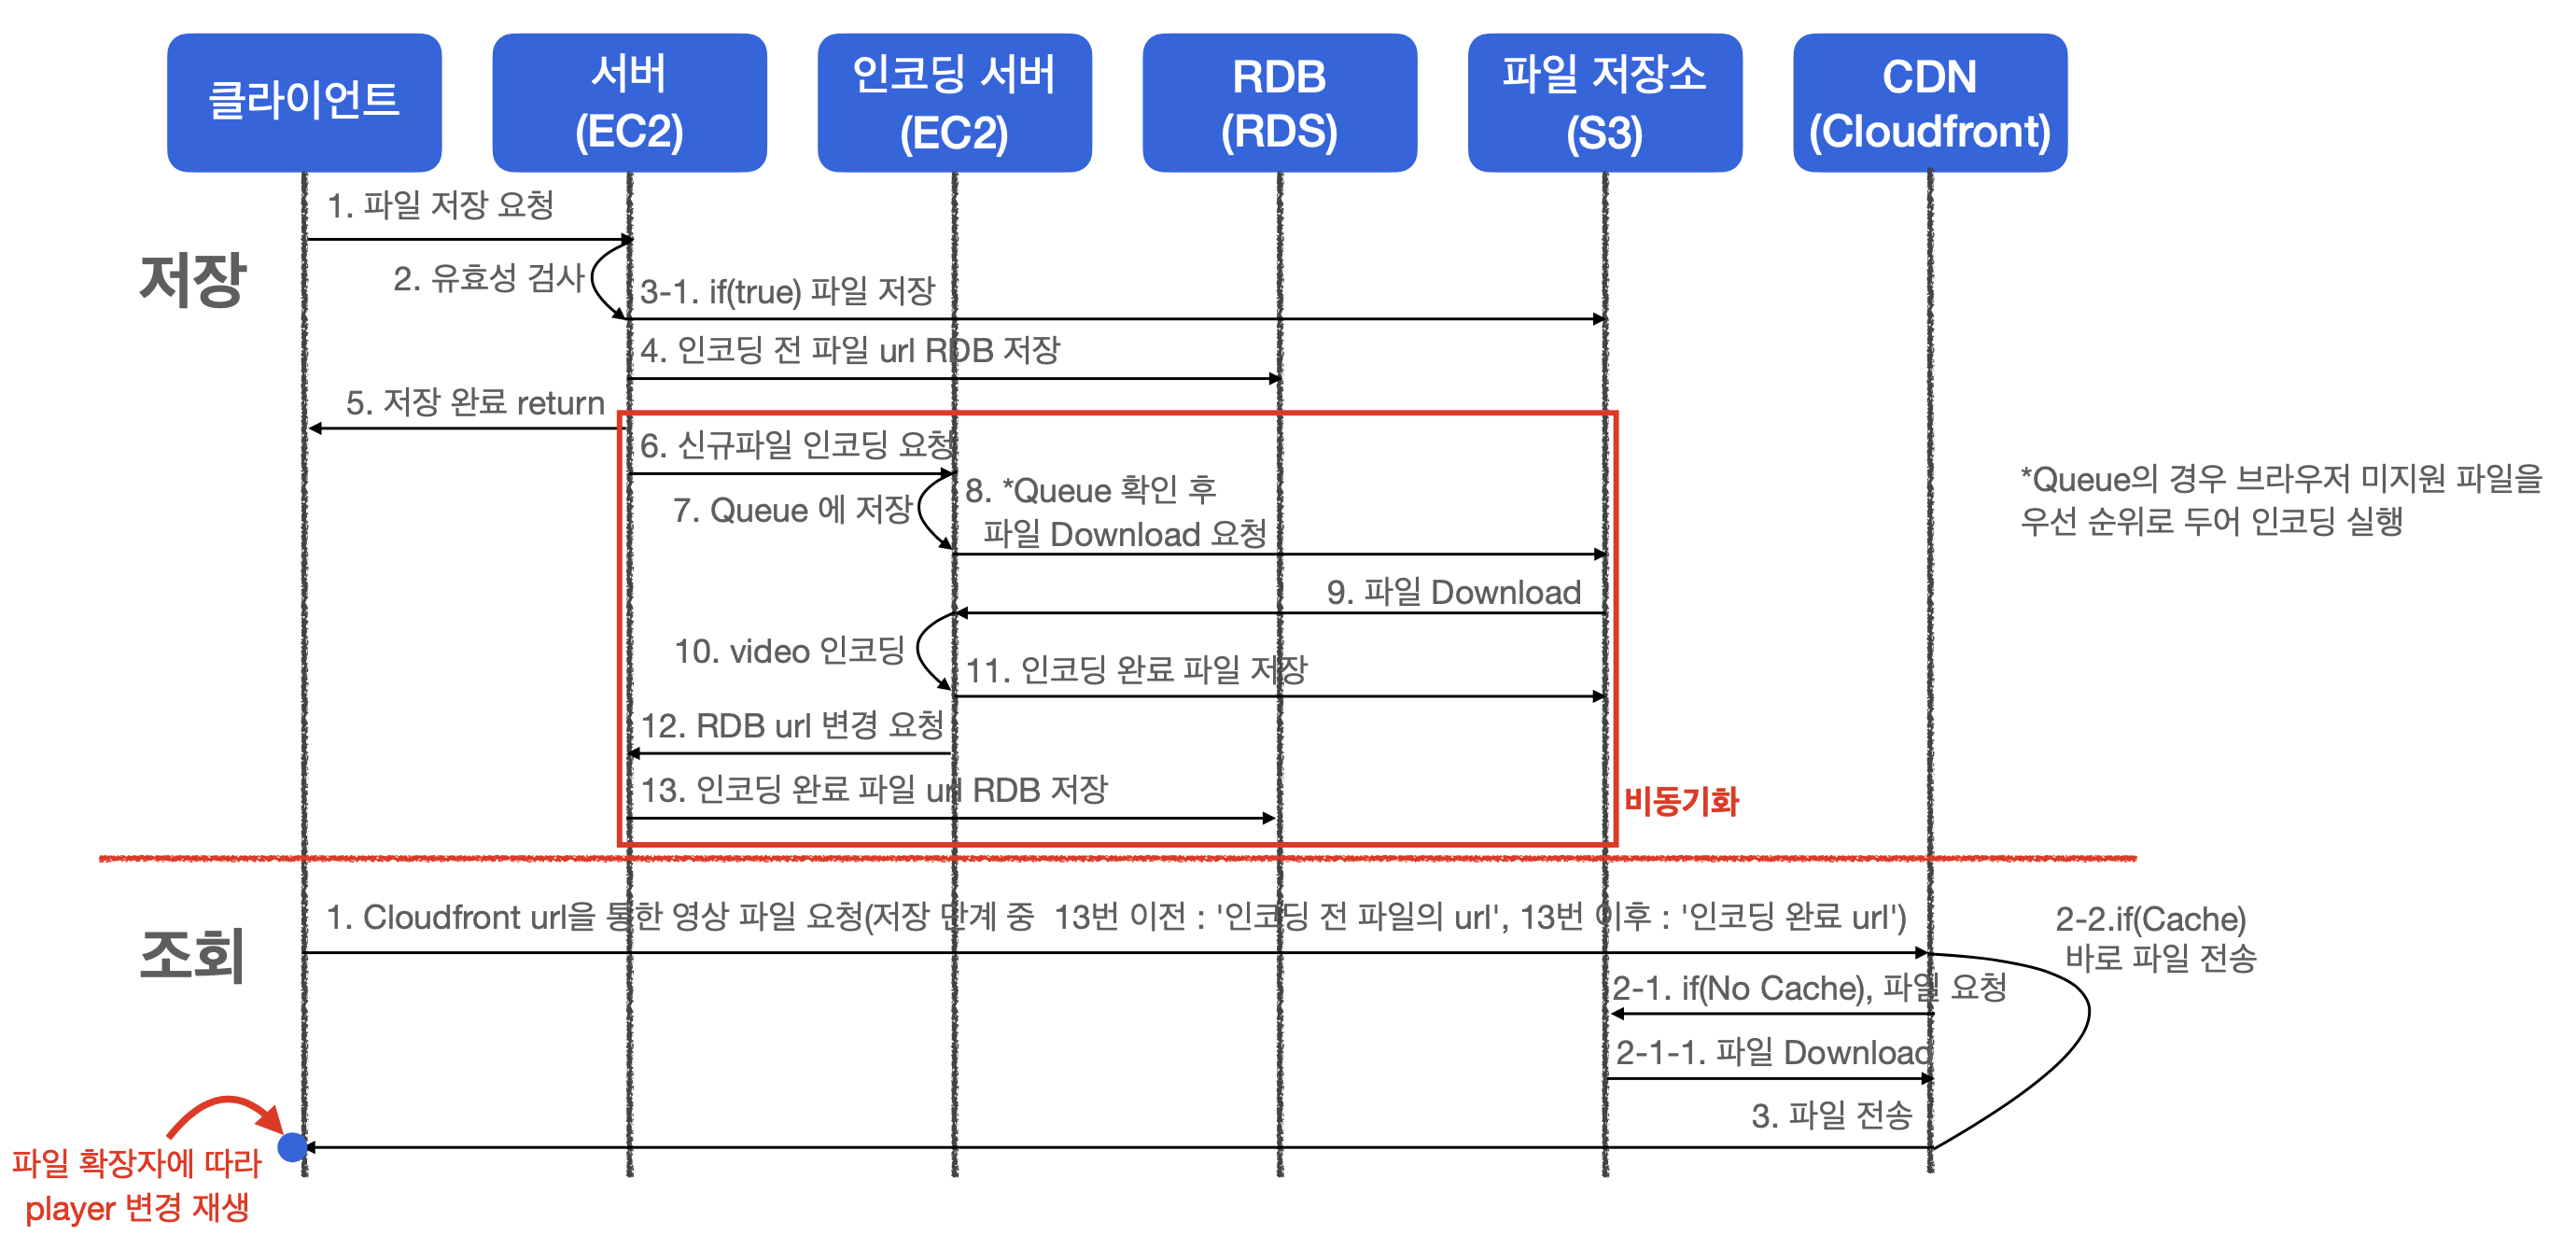 클라이언트
서버
(EC2)
인코딩 서버
(EC2)
RDB
(RDS)
파일 저장소
(S3)
CDN
(Cloudfront)
저장
1. 파일 저장 요청
2. 유효성 검사
3-1. if(true) 파일 저장
4. 인코딩 전 파일 url RDB 저장
5. 저장 완료 return
6. 신규파일 인코딩 요청
7. Queue 에 저장
8. *Queue 확인 후
파일 Download 요청
*Queue의 경우 브라우저 미지원 파일을
우선 순위로 두어 인코딩 실행
9. 파일 Download
10. video 인코딩
11. 인코딩 완료 파일 저장
12. RDB url 변경 요청
13. 인코딩 완료 파일 url RDB 저장
비동기화
조회
1. Cloudfront url을 통한 영상 파일 요청(저장 단계 중 13번 이전 : '인코딩 전 파일의 url', 13번 이후 : '인코딩 완료 url')
2-2.if(Cache)
바로 파일 전송
2-1. if(No Cache), 파일 요청
2-1-1. 파일 Download
3. 파일 전송
파일 확장자에 따라
player 변경 재생